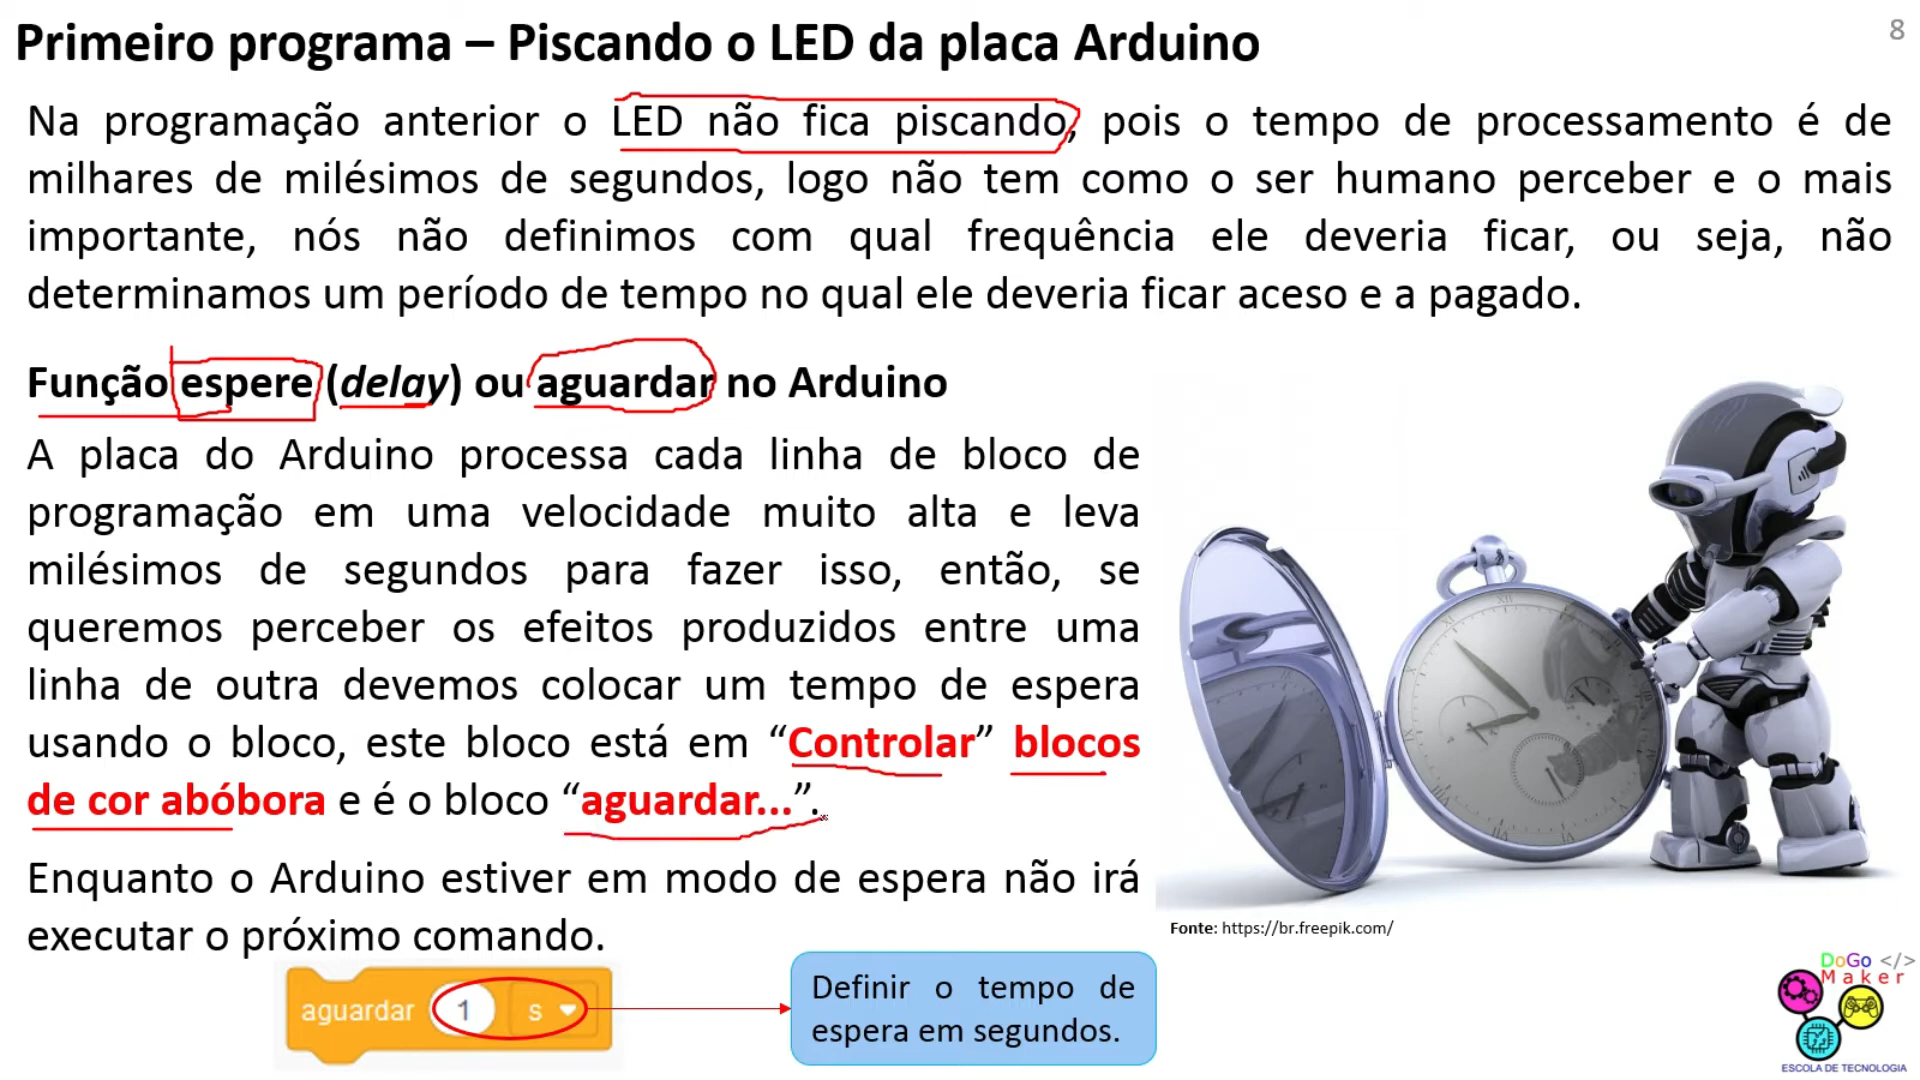 Primeiro programa – Piscando o LED da placa Arduino
8
Na programação anterior o LED não fica piscando, pois o tempo de processamento é de
milhares de milésimos de segundos, logo não tem como o ser humano perceber e o mais
importante, nós não definimos com qual frequência ele deveria ficar, ou seja, não
determinamos um período de tempo no qual ele deveria ficar aceso e a pagado.
Função espere (delay) ou aguardar no Arduino
A placa do Arduino processa cada linha de bloco de
programação em uma velocidade muito alta e leva
milésimos de segundos para fazer isso, então, se
queremos perceber os efeitos produzidos entre uma
linha de outra devemos colocar um tempo de espera
usando o bloco, este bloco está em “Controlar” blocos
de cor abóbora e é o bloco “aguardar...”.
Enquanto o Arduino estiver em modo de espera não irá
executar o próximo comando.
Fonte: https://br.freepik.com/
aguardar 1 s
Definir o tempo de
espera em segundos.
DoGo </>
Maker
ESCOLA DE TECNOLOGIA